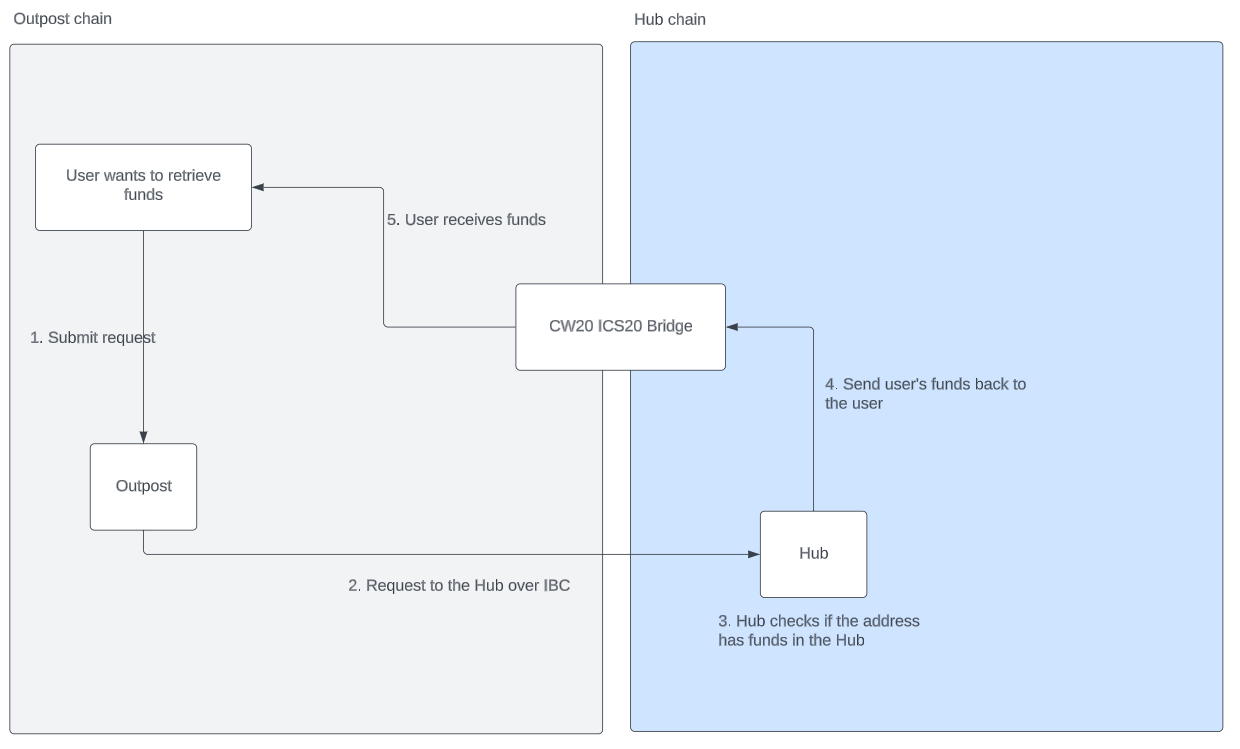 Outpost chain
Hub chain
User wants to retrieve
funds
5. User receives funds
CW20 ICS20 Bridge
1. Submit request
4. Send user's funds back to
the user
Outpost
Hub
2. Request to the Hub over IBC
3. Hub checks if the address
has funds in the Hub